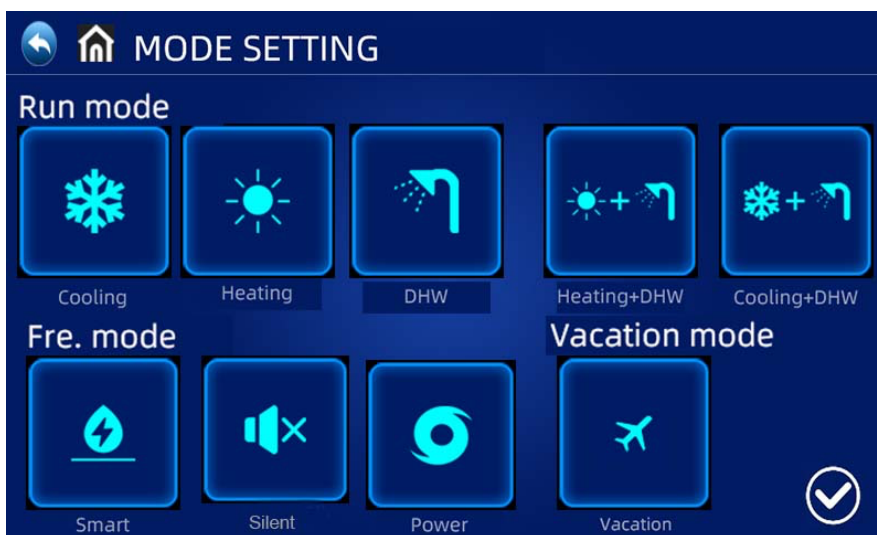 MODE SETTING
Run mode
Cooling Heating DHW Heating+DHW Cooling+DHW
Fre. mode Vacation mode
Smart Silent Power Vacation